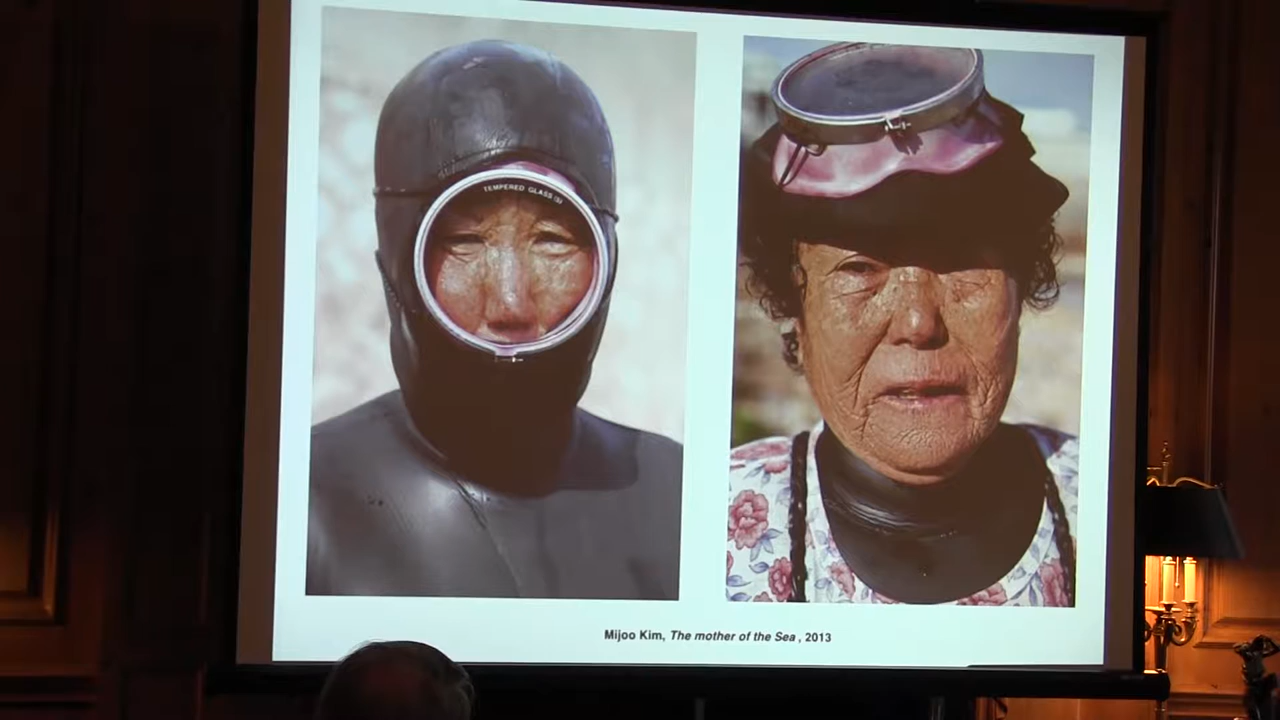 TEMPERED GLASS
Mijoo Kim, The mother of the Sea , 2013